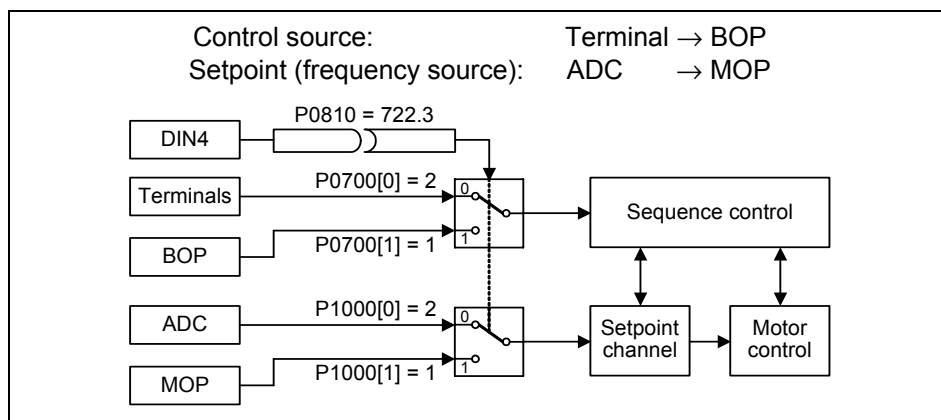 Control source: Terminal → BOP
Setpoint (frequency source): ADC → MOP
P0810 = 722.3
DIN4
Terminals
P0700[0] = 2
0
Sequence control
BOP
P0700[1] = 1
1
ADC
P1000[0] = 2
0
Setpoint
channel
Motor
control
MOP
P1000[1] = 1
1